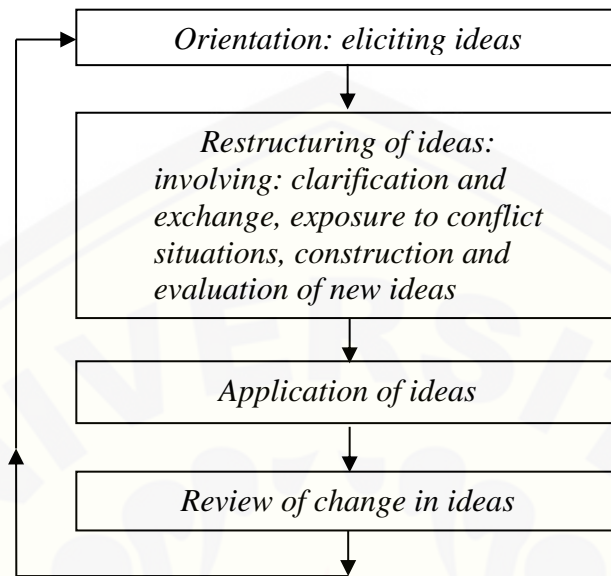 Orientation: eliciting ideas
Restructuring of ideas:
involving: clarification and
exchange, exposure to conflict
situations, construction and
evaluation of new ideas
Application of ideas
Review of change in ideas